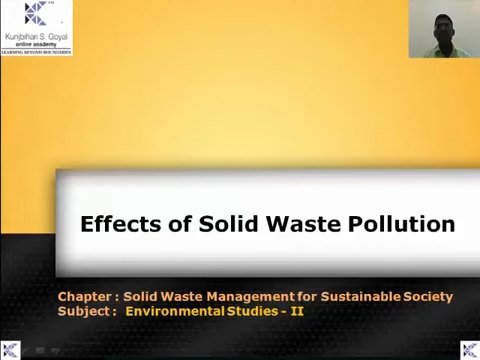 Kunjbihari S. Goyal
online academy
LEARNING BEYOND BOUNDARIES
Effects of Solid Waste Pollution
Chapter : Solid Waste Management for Sustainable Society
Subject : Environmental Studies - II